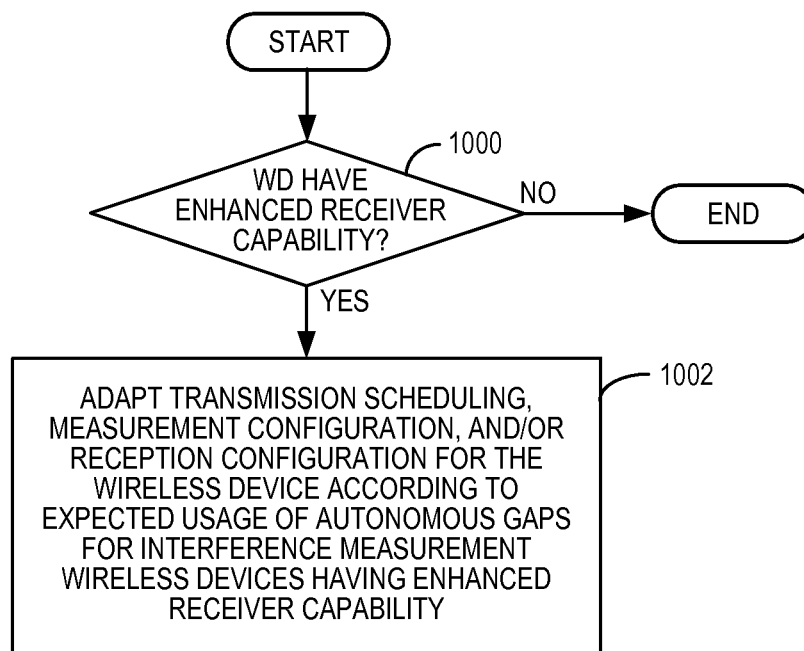 START
1000
WD HAVE
ENHANCED RECEIVER
CAPABILITY?
NO
END
YES
1002
ADAPT TRANSMISSION SCHEDULING,
MEASUREMENT CONFIGURATION, AND/OR
RECEPTION CONFIGURATION FOR THE
WIRELESS DEVICE ACCORDING TO
EXPECTED USAGE OF AUTONOMOUS GAPS
FOR INTERFERENCE MEASUREMENT
WIRELESS DEVICES HAVING ENHANCED
RECEIVER CAPABILITY